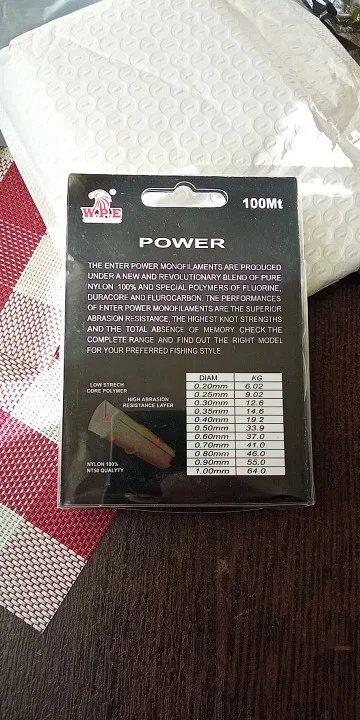 W.P.E ®
100Mt
POWER
THE ENTER POWER MONOFILAMENTS ARE PRODUCED
UNDER A NEW AND REVOLUTIONARY BLEND OF PURE
NYLON 100% AND SPECIAL POLYMERS OF FLUORINE,
DURACORE AND FLUROCARBON. TNE PERFORMANCES
OF ENTER POWER MONOFILAMENTS ARE THE SUPERIOR
ABRASION RESISTANCE, THE HIGHEST KNOT STRENGTHS
AND THE TOTAL ABSENCE OF MEMORY. CHECK THE
COMPLETE RANGE AND FIND OUT THE RIGHT MODEL
FOR YOUR PREFERRED FISHING STYLE.
LOW STRECH
CORE POLYMER
HIGH ABRASION
RESISTANCE LAYER
NYLON 100%
NT50 QUALYTY
DIAM KG
0.20mm 6.02
0.25mm 9.02
0.30mm 12.6
0.35mm 14.6
0.40mm 19.2
0.50mm 33.9
0.60mm 37.0
0.70mm 41.0
0.80mm 46.0
0.90mm 55.0
1.00mm 64.0